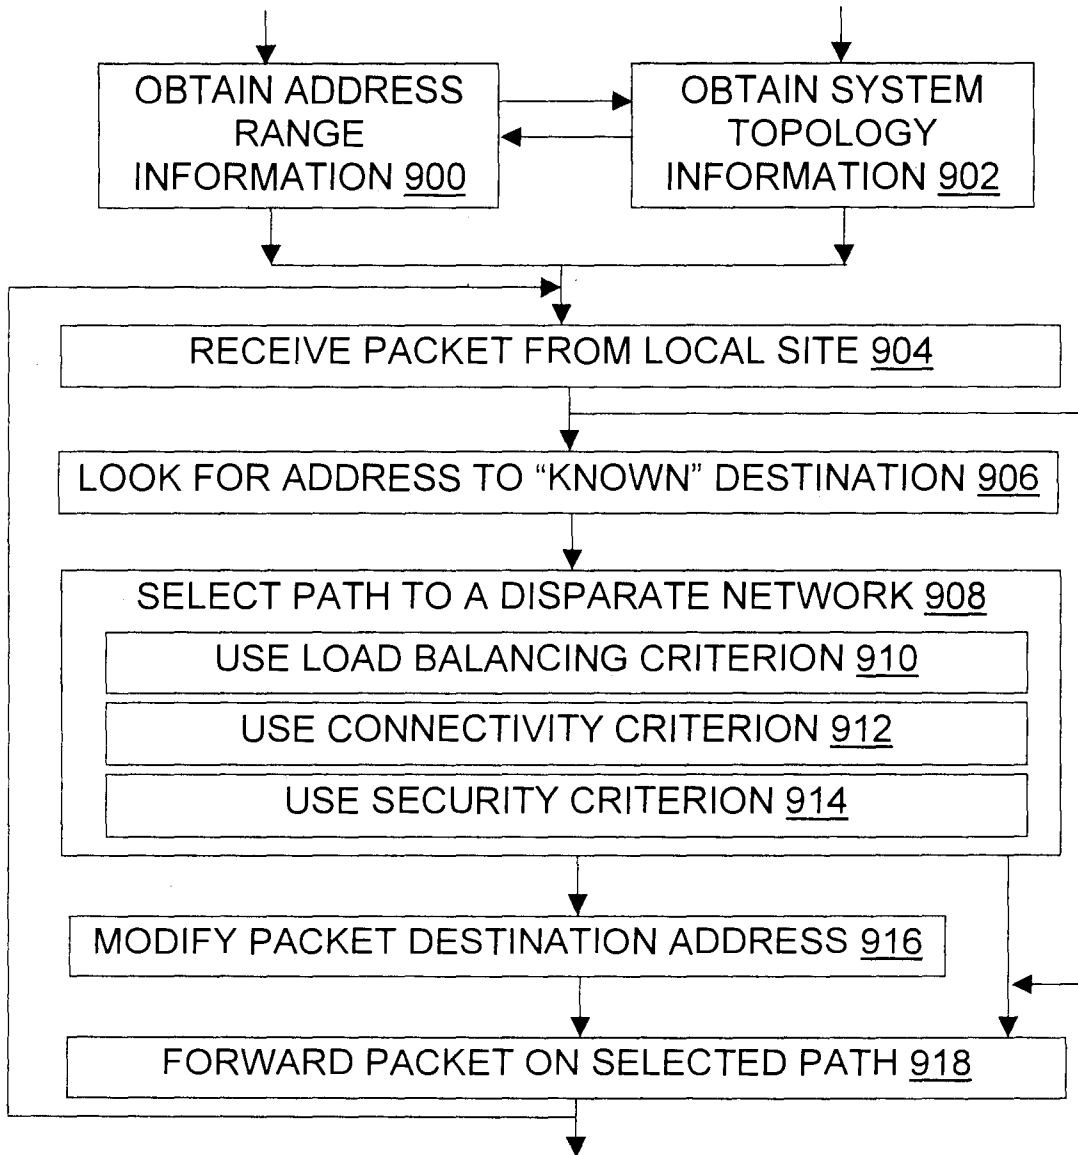 OBTAIN ADDRESS
RANGE
INFORMATION 900
OBTAIN SYSTEM
TOPOLOGY
INFORMATION 902
RECEIVE PACKET FROM LOCAL SITE 904
LOOK FOR ADDRESS TO “KNOWN” DESTINATION 906
SELECT PATH TO A DISPARATE NETWORK 908
USE LOAD BALANCING CRITERION 910
USE CONNECTIVITY CRITERION 912
USE SECURITY CRITERION 914
MODIFY PACKET DESTINATION ADDRESS 916
FORWARD PACKET ON SELECTED PATH 918